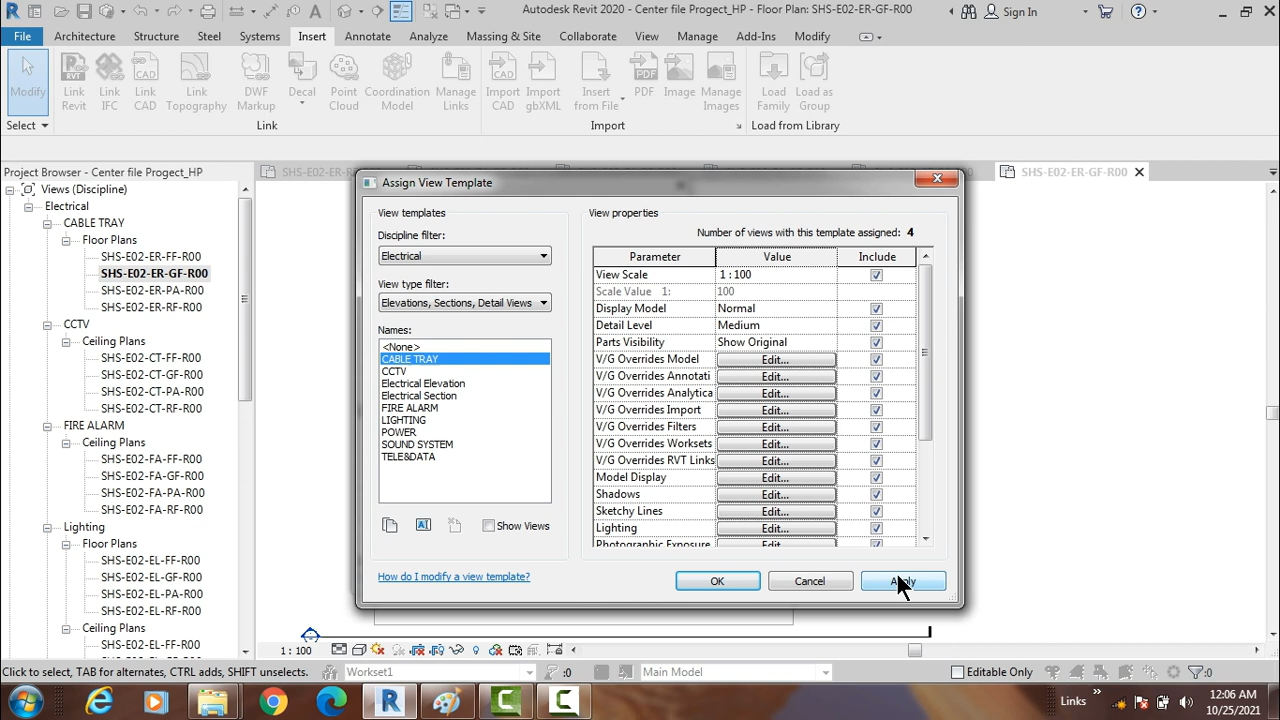 Autodesk Revit 2020 - Center file Progect_HP - Floor Plan: SHS-E02-ER-GF-R00
Sign In
File Architecture Structure Steel Systems Insert Annotate Analyze Massing & Site Collaborate View Manage Add-Ins Modify
Modify
Link Revit
Link IFC
Link CAD
Link Topography
DWF Markup
Decal
Point Cloud
Coordination Model
Manage Links
Import CAD
Import gbXML
Insert from File
PDF
Image
Manage Images
Load Family
Load as Group
Select Link Import Load from Library
Project Browser - Center file Progect_HP
Views (Discipline)
Electrical
CABLE TRAY
Floor Plans
SHS-E02-ER-FF-R00
SHS-E02-ER-GF-R00
SHS-E02-ER-PA-R00
SHS-E02-ER-RF-R00
CCTV
Ceiling Plans
SHS-E02-CT-FF-R00
SHS-E02-CT-GF-R00
SHS-E02-CT-PA-R00
SHS-E02-CT-RF-R00
FIRE ALARM
Ceiling Plans
SHS-E02-FA-FF-R00
SHS-E02-FA-GF-R00
SHS-E02-FA-PA-R00
SHS-E02-FA-RF-R00
Lighting
Floor Plans
SHS-E02-EL-FF-R00
SHS-E02-EL-GF-R00
SHS-E02-EL-PA-R00
SHS-E02-EL-RF-R00
Ceiling Plans
SHS-E02-EL-FF-R00
SHS-E02-ER-GF-R00
Assign View Template
View templates
Discipline filter:
Electrical
View type filter:
Elevations, Sections, Detail Views
Names:
<None>
CABLE TRAY
CCTV
Electrical Elevation
Electrical Section
FIRE ALARM
LIGHTING
POWER
SOUND SYSTEM
TELE&DATA
Show Views
How do I modify a view template?
View properties
Number of views with this template assigned: 4
Parameter Value Include
View Scale 1 : 100
Scale Value 1: 100
Display Model Normal
Detail Level Medium
Parts Visibility Show Original
V/G Overrides Model Edit...
V/G Overrides Annotati Edit...
V/G Overrides Analytica Edit...
V/G Overrides Import Edit...
V/G Overrides Filters Edit...
V/G Overrides Worksets Edit...
V/G Overrides RVT Links Edit...
Model Display Edit...
Shadows Edit...
Sketchy Lines Edit...
Lighting Edit...
Photographic Exposure Edit...
OK Cancel Apply
1 : 100
Click to select, TAB for alternates, CTRL adds, SHIFT unselects. Workset1 :0 Main Model Editable Only :0
Links
12:06 AM
10/25/2021